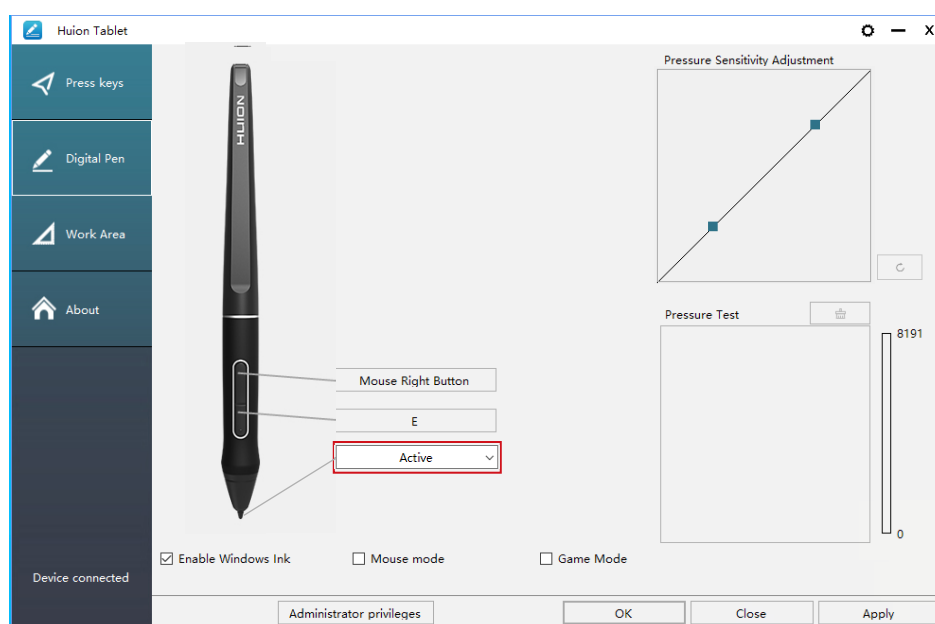 Huion Tablet
Press keys
Digital Pen
Work Area
About
Device connected
HUION
Mouse Right Button
E
Active
Enable Windows Ink
Mouse mode
Game Mode
Pressure Sensitivity Adjustment
Pressure Test
8191
0
Administrator privileges
OK
Close
Apply